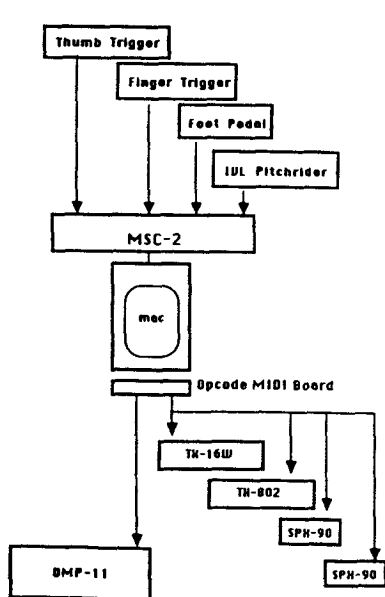 Thumb Trigger
Finger Trigger
Foot Pedal
IVL Pitchrider
MSC-2
mac
Opcode MIDI Board
TX-16W
TX-802
SPX-90
DMP-11
SPX-90